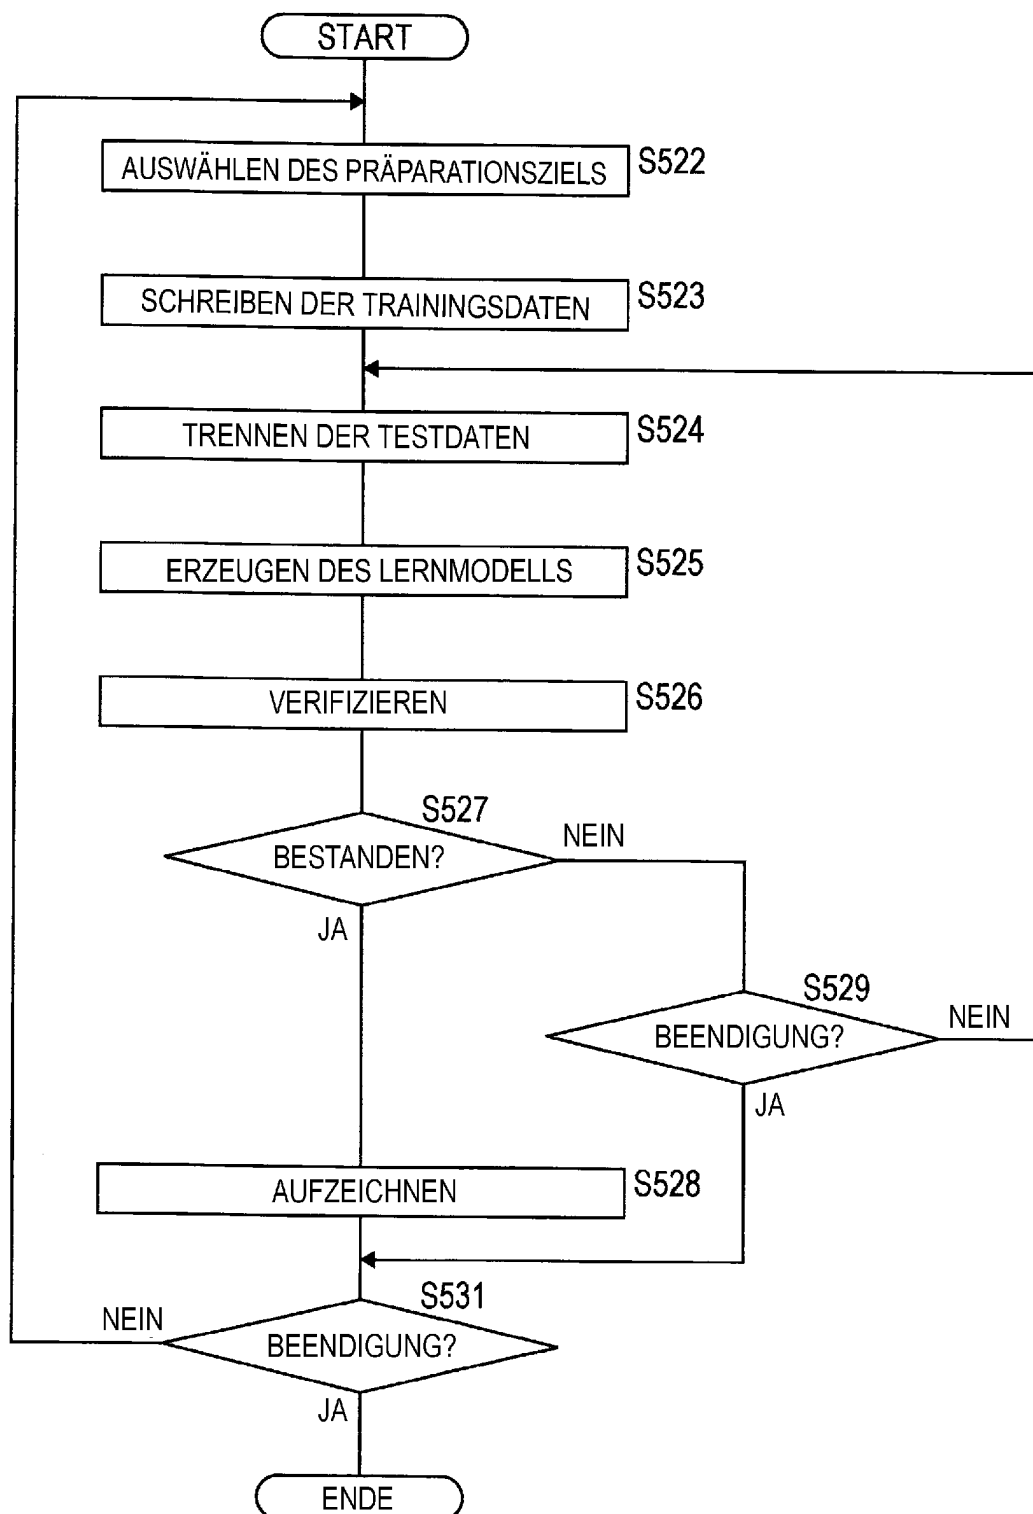 START
AUSWÄHLEN DES PRÄPARATIONSZIELS
S522
SCHREIBEN DER TRAININGSDATEN
S523
TRENNEN DER TESTDATEN
S524
ERZEUGEN DES LERNMODELLS
S525
VERIFIZIEREN
S526
S527
BESTANDEN?
NEIN
JA
S529
BEENDIGUNG?
NEIN
JA
AUFZEICHNEN
S528
S531
NEIN
BEENDIGUNG?
JA
ENDE